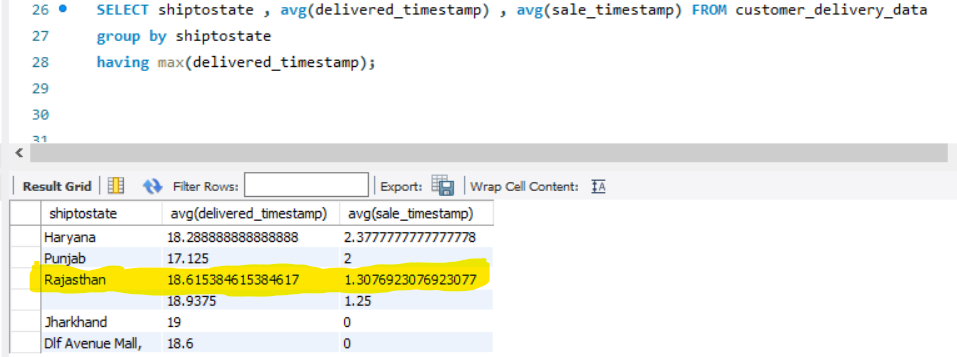 26 SELECT shiptostate , avg(delivered_timestamp) , avg(sale_timestamp) FROM customer_delivery_data
27 group by shiptostate
28 having max(delivered_timestamp);
29
30
31
Result Grid Filter Rows: Export: Wrap Cell Content:
shiptostate avg(delivered_timestamp) avg(sale_timestamp)
Haryana 18.288888888888888 2.3777777777777778
Punjab 17.125 2
Rajasthan 18.615384615384617 1.3076923076923077
18.9375 1.25
Jharkhand 19 0
Dlf Avenue Mall, 18.6 0